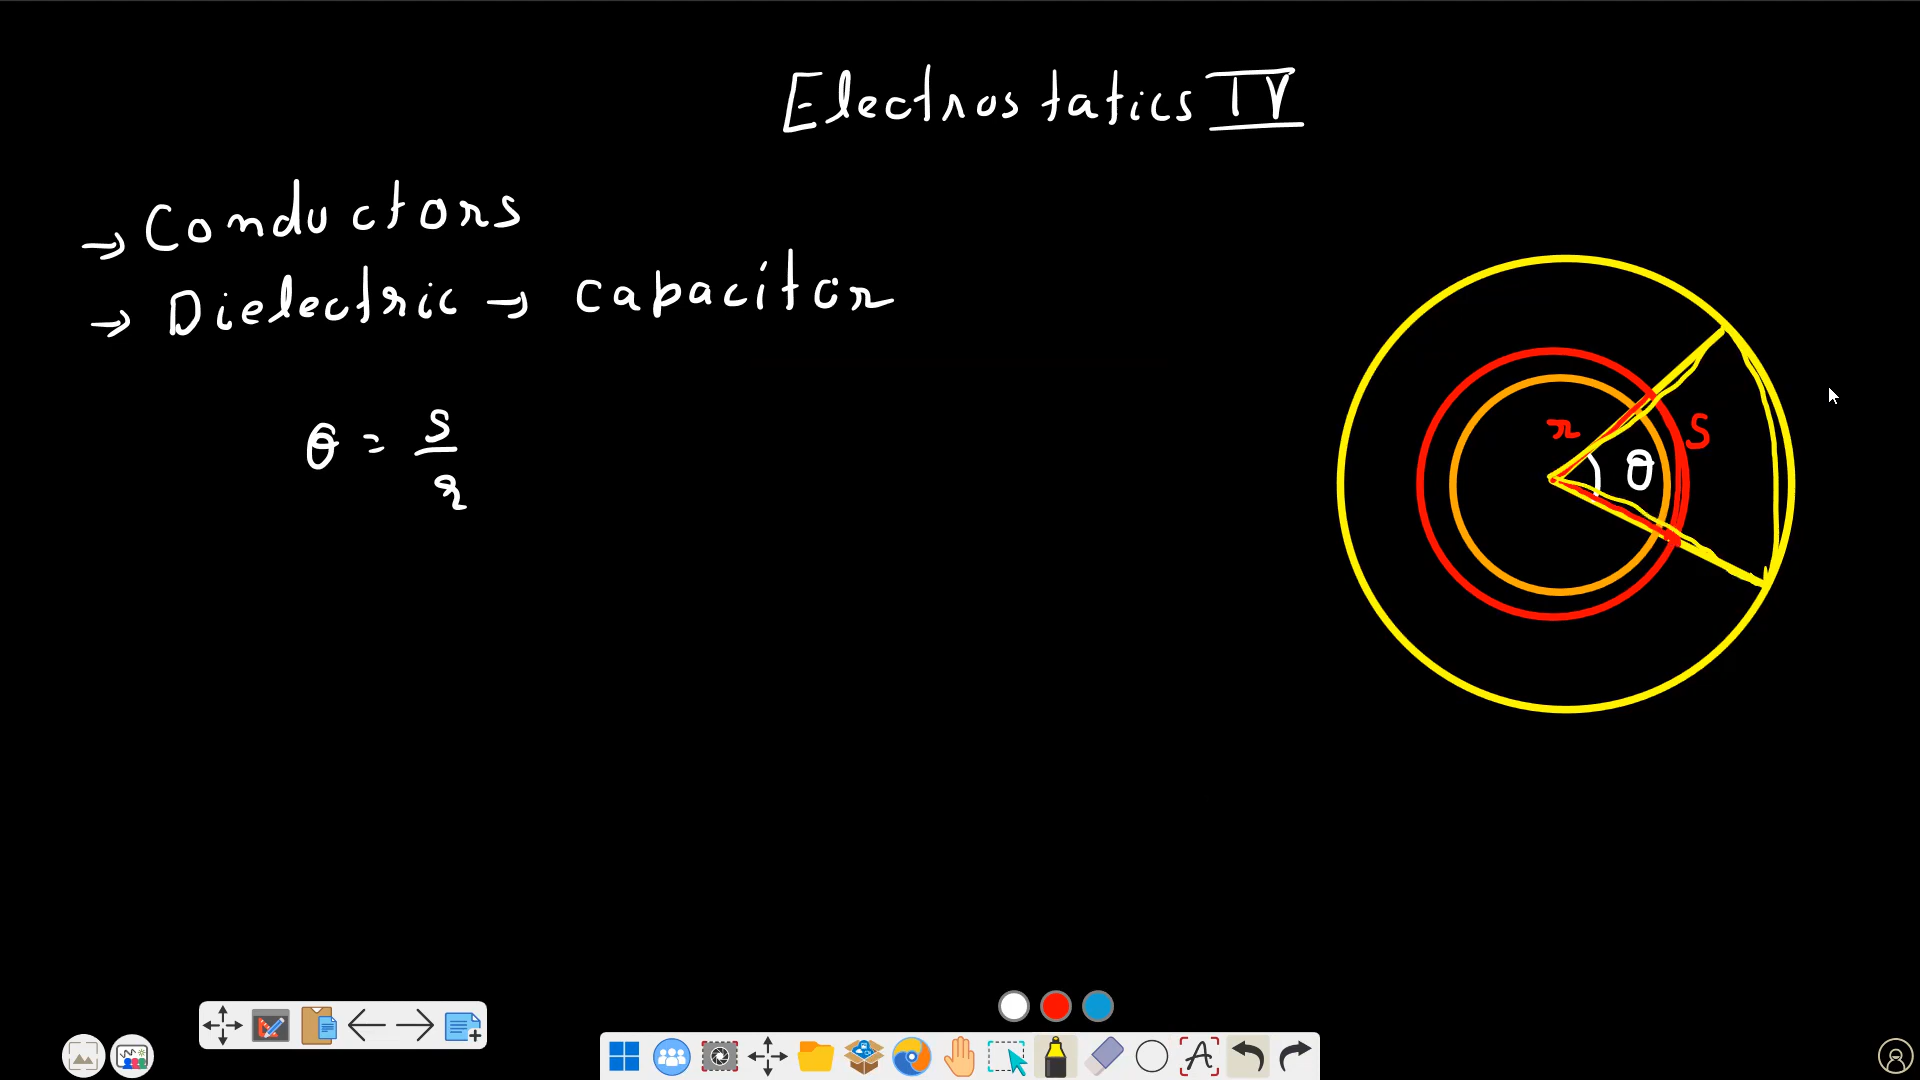 Electrostatics IV
→ Conductors
→ Dielectric → capacitor
θ = s/r
r
S
θ